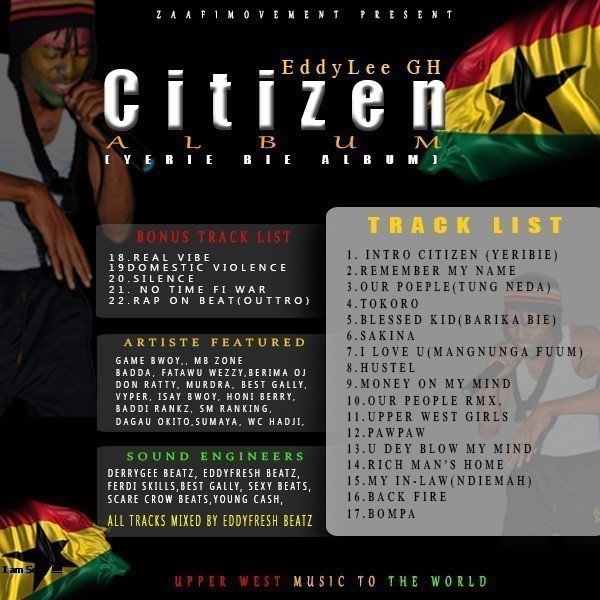 ZAAFIMOVEMENT PRESENT
EddyLee GH
Citizen
ALBUM
(YERIE BIE ALBUM)
BONUS TRACK LIST
18.REAL VIBE
19DOMESTIC VIOLENCE
20.SILENCE
21. NO TIME FI WAR
22.RAP ON BEAT(OUTTRO)
ARTISTE FEATURED
GAME BWOY,, MB ZONE
BADDA, FATAWU WEZZY,BERIMA OJ
DON RATTY, MURDRA, BEST GALLY,
VYPER, ISAY BWOY, HONI BERRY,
BADDI RANKZ, SM RANKING,
DAGAU OKITO,SUMAYA, WC HADJI,
SOUND ENGINEERS
DERRYGEE BEATZ, EDDYFRESH BEATZ,
FERDI SKILLS,BEST GALLY, SEXY BEATS,
SCARE CROW BEATS,YOUNG CASH,
ALL TRACKS MIXED BY EDDYFRESH BEATZ
TRACK LIST
1. INTRO CITIZEN (YERIBIE)
2.REMEMBER MY NAME
3.OUR POEPLE(TUNG NEDA)
4.TOKORO
5.BLESSED KID(BARIKA BIE)
6.SAKINA
7.I LOVE U(MANGNUNGA FUUM)
8.HUSTEL
9.MONEY ON MY MIND
10.OUR PEOPLE RMX.
11.UPPER WEST GIRLS
12.PAWPAW
13.U DEY BLOW MY MIND
14.RICH MAN'S HOME
15.MY IN-LAW(NDIEMAH)
16.BACK FIRE
17.BOMPA
I am
UPPER WEST MUSIC TO THE WORLD